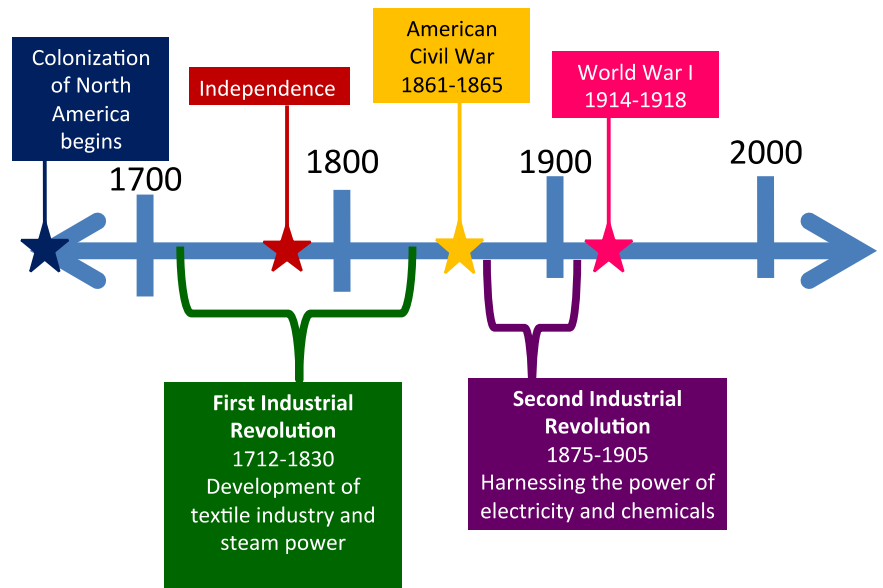 Colonization
of North
America
begins
Independence
American
Civil War
1861-1865
World War I
1914-1918
1700
1800
1900
2000
First Industrial
Revolution
1712-1830
Development of
textile industry and
steam power
Second Industrial
Revolution
1875-1905
Harnessing the power of
electricity and chemicals